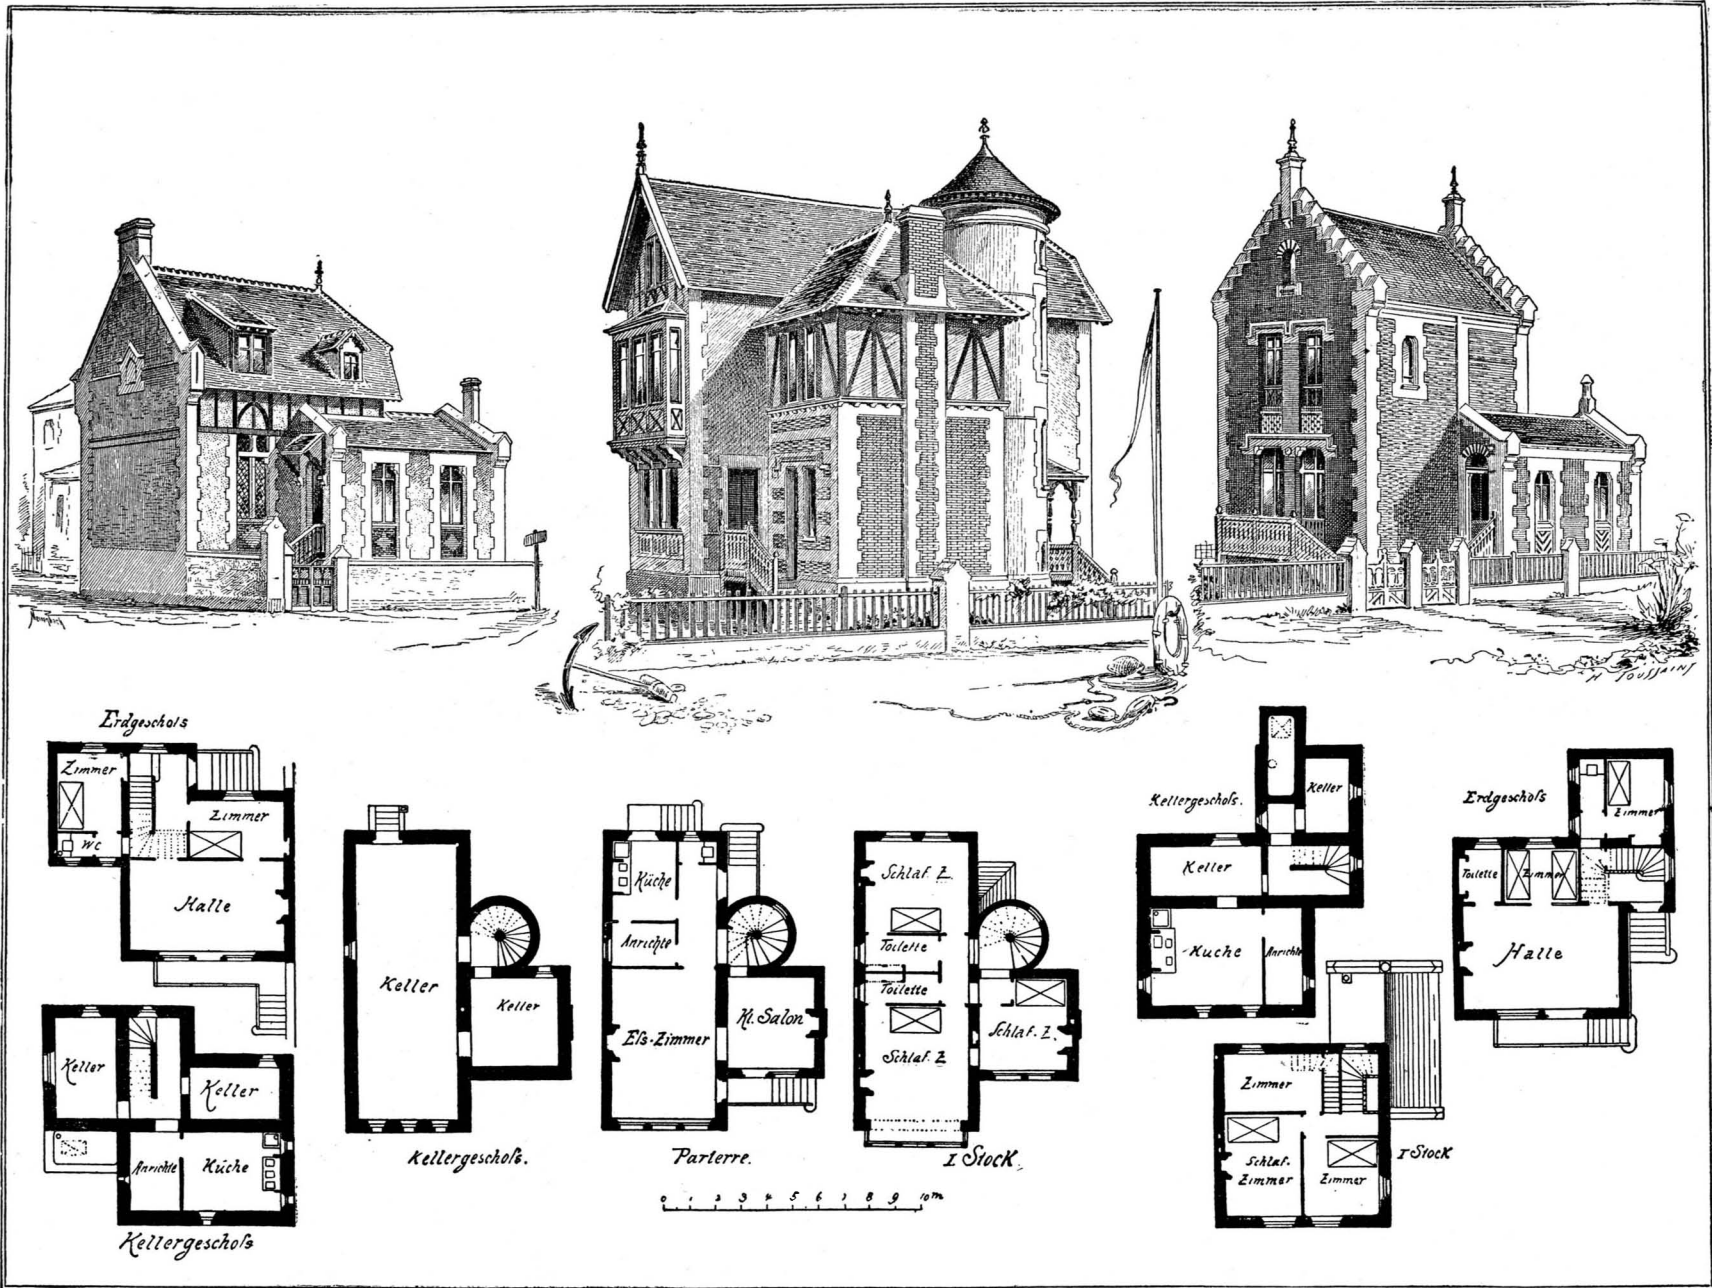 H TOUSSAINT
Erdgeschoſs
Zimmer
WC
Zimmer
Halle
Keller
Keller
Anrichte
Küche
Kellergeschoſs
Keller
Keller
Kellergeschoſs.
Küche
Anrichte
Eſs-Zimmer
Kl. Salon
Parterre.
Schlaf. Z.
Toilette
Toilette
Schlaf. Z
Schlaf. Z.
I Stock.
0 1 2 3 4 5 6 7 8 9 10 m
Kellergeschoſs.
Keller
Keller
Kuche
Anrichte
Erdgeschoſs
Zimmer
Toilette
Zimmer
Halle
Zimmer
Schlaf.
Zimmer
Zimmer
I Stock